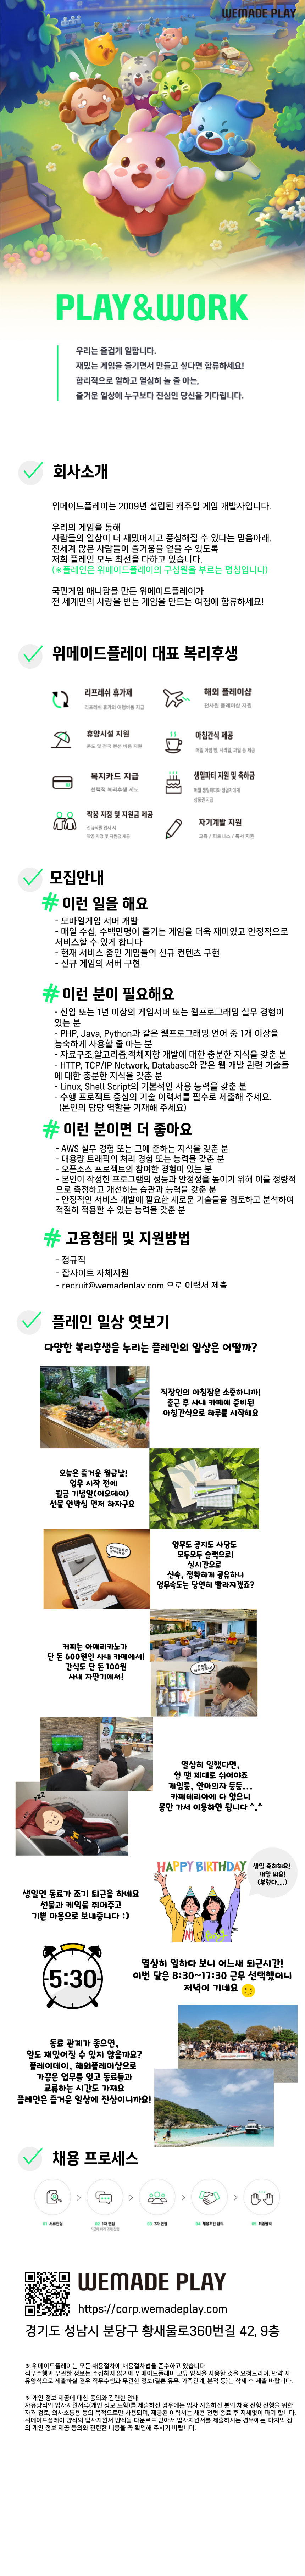 WEMADE PLAY
PLAY&WORK
우리는 즐겁게 일합니다.
재밌는 게임을 즐기면서 만들고 싶다면 합류하세요!
합리적으로 일하고 열심히 놀 줄 아는,
즐거운 일상에 누구보다 진심인 당신을 기다립니다.
회사소개
위메이드플레이는 2009년 설립된 캐주얼 게임 개발사입니다.
우리의 게임을 통해
사람들의 일상이 더 재밌어지고 풍성해질 수 있다는 믿음아래,
전세계 많은 사람들이 즐거움을 얻을 수 있도록
저희 플레인 모두 최선을 다하고 있습니다.
(※플레인은 위메이드플레이의 구성원을 부르는 명칭입니다)
국민게임 애니팡을 만든 위메이드플레이가
전 세계인의 사랑을 받는 게임을 만드는 여정에 합류하세요!
위메이드플레이 대표 복리후생
리프레쉬 휴가제
리프레쉬 휴가와 여행비용 지급
해외 플레이샵
전사원 플레이샵 지원
휴양시설 지원
콘도 및 전국 펜션 비용 지원
아침간식 제공
매일 아침 빵, 시리얼, 과일 등 제공
복지카드 지급
선택적 복리후생 제도
생일파티 지원 및 축하금
매월 생일파티와 생일자에게
상품권 지급
짝꿍 지정 및 지원금 제공
신규직원 입사 시
짝꿍 지정 및 지원금 제공
자기계발 지원
교육 / 피트니스 / 독서 지원
모집안내
# 이런 일을 해요
- 모바일게임 서버 개발
- 매일 수십, 수백만명이 즐기는 게임을 더욱 재미있고 안정적으로
서비스할 수 있게 합니다
- 현재 서비스 중인 게임들의 신규 컨텐츠 구현
- 신규 게임의 서버 구현
# 이런 분이 필요해요
- 신입 또는 1년 이상의 게임서버 또는 웹프로그래밍 실무 경험이
있는 분
- PHP, Java, Python과 같은 웹프로그래밍 언어 중 1개 이상을
능숙하게 사용할 줄 아는 분
- 자료구조,알고리즘,객체지향 개발에 대한 충분한 지식을 갖춘 분
- HTTP, TCP/IP Network, Database와 같은 웹 개발 관련 기술들
에 대한 충분한 지식을 갖춘 분
- Linux, Shell Script의 기본적인 사용 능력을 갖춘 분
- 수행 프로젝트 중심의 기술 이력서를 필수로 제출해 주세요.
(본인의 담당 역할을 기재해 주세요)
# 이런 분이면 더 좋아요
- AWS 실무 경험 또는 그에 준하는 지식을 갖춘 분
- 대용량 트래픽의 처리 경험 또는 능력을 갖춘 분
- 오픈소스 프로젝트의 참여한 경험이 있는 분
- 본인이 작성한 프로그램의 성능과 안정성을 높이기 위해 이를 정량적
으로 측정하고 개선하는 습관과 능력을 갖춘 분
- 안정적인 서비스 개발에 필요한 새로운 기술들을 검토하고 분석하여
적절히 적용할 수 있는 능력을 갖춘 분
# 고용형태 및 지원방법
- 정규직
- 잡사이트 자체지원
- recruit@wemadeplay.com 으로 이력서 제출
플레인 일상 엿보기
다양한 복리후생을 누리는 플레인의 일상은 어떨까?
직장인의 아침잠은 소중하니까!
출근 후 사내 카페에 준비된
아침간식으로 하루를 시작해요
오늘은 즐거운 월급날!
업무 시작 전에
월급 기념일(이오데이)
선물 언박싱 먼저 하자구요
업무도 공지도 사담도
모두모두 슬랙으로!
실시간으로
신속, 정확하게 공유하니
업무속도는 당연히 빨라지겠죠?
커피는 아메리카노가
단 돈 600원인 사내 카페에서!
간식도 단 돈 100원
사내 자판기에서!
열심히 일했다면,
쉴 땐 제대로 쉬어야죠
게임룸, 안마의자 등등...
카페테리아에 다 있으니
몸만 가서 이용하면 됩니다 ^.^
zzZ
HAPPY BIRTHDAY
생일 축하해요!
내일 봐요!
(부럽다...)
생일인 동료가 조기 퇴근을 하네요
선물과 케익을 쥐어주고
기쁜 마음으로 보내줍니다 :)
5:30
열심히 일하다 보니 어느새 퇴근시간!
이번 달은 8:30~17:30 근무 선택했더니
저녁이 기네요
동료 관계가 좋으면,
일도 재밌어질 수 있지 않을까요?
플레이데이, 해외플레이샵으로
가끔은 업무를 잊고 동료들과
교류하는 시간도 가져요
플레인은 즐거운 일상에 진심이니까요!
채용 프로세스
01 서류전형
02 1차 면접
03 2차 면접
04 채용조건 협의
05 최종합격
WEMADE PLAY
https://corp.wemadeplay.com
경기도 성남시 분당구 황새울로360번길 42, 9층
※ 위메이드플레이는 모든 채용절차에 채용절차법을 준수하고 있습니다.
직무수행과 무관한 정보는 수집하지 않기에 위메이드플레이 고유 양식을 사용할 것을 요청드리며, 만약 자
유양식으로 제출하실 경우 직무수행과 무관한 정보(결혼 유무, 가족관계, 본적 등)는 삭제 후 제출 바랍니다.
※ 개인 정보 제공에 대한 동의와 관련한 안내
자유양식의 입사지원서류(개인 정보 포함)를 제출하신 경우에는 입사 지원하신 분의 채용 전형 진행을 위한
자격 검토, 의사소통용 등의 목적으로만 사용되며, 제공된 이력서는 채용 전형 종료 후 지체없이 파기 합니다.
위메이드플레이 양식의 입사지원서 양식을 다운로드 받아서 입사지원서를 제출하시는 경우에는, 마지막 장
의 개인 정보 제공 동의와 관련한 내용을 꼭 확인해 주시기 바랍니다.